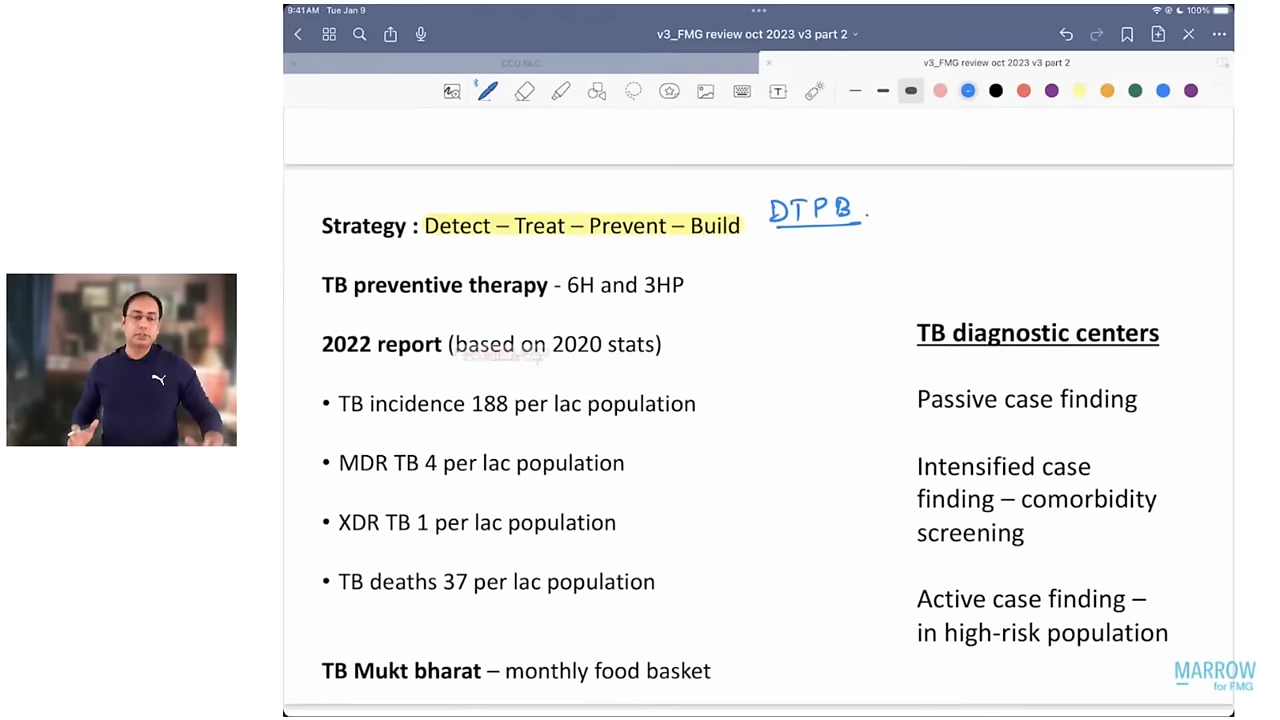 9:41 AM Tue Jan 9
100%
v3_FMG review oct 2023 v3 part 2
CCU NLC
v3_FMG review oct 2023 v3 part 2
Strategy : Detect – Treat – Prevent – Build
DTPB.
TB preventive therapy - 6H and 3HP
2022 report (based on 2020 stats)
• TB incidence 188 per lac population
• MDR TB 4 per lac population
• XDR TB 1 per lac population
• TB deaths 37 per lac population
TB Mukt bharat – monthly food basket
TB diagnostic centers
Passive case finding
Intensified case
finding – comorbidity
screening
Active case finding –
in high-risk population
MARROW
for FMG